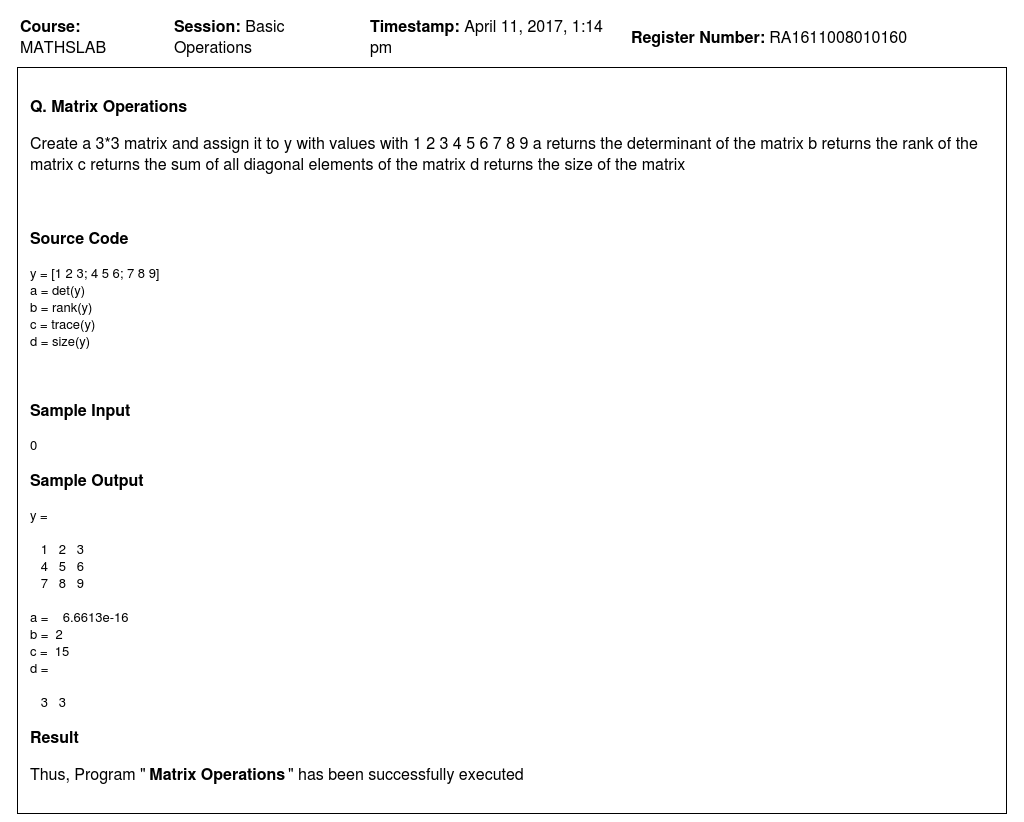 Course: MATHSLAB
Session: Basic Operations
Timestamp: April 11, 2017, 1:14 pm
Register Number: RA1611008010160
Q. Matrix Operations
Create a 3*3 matrix and assign it to y with values with 1 2 3 4 5 6 7 8 9 a returns the determinant of the matrix b returns the rank of the
matrix c returns the sum of all diagonal elements of the matrix d returns the size of the matrix
Source Code
y = [1 2 3; 4 5 6; 7 8 9]
a = det(y)
b = rank(y)
c = trace(y)
d = size(y)
Sample Input
0
Sample Output
y =
1 2 3
4 5 6
7 8 9
a = 6.6613e-16
b = 2
c = 15
d =
3 3
Result
Thus, Program " Matrix Operations " has been successfully executed